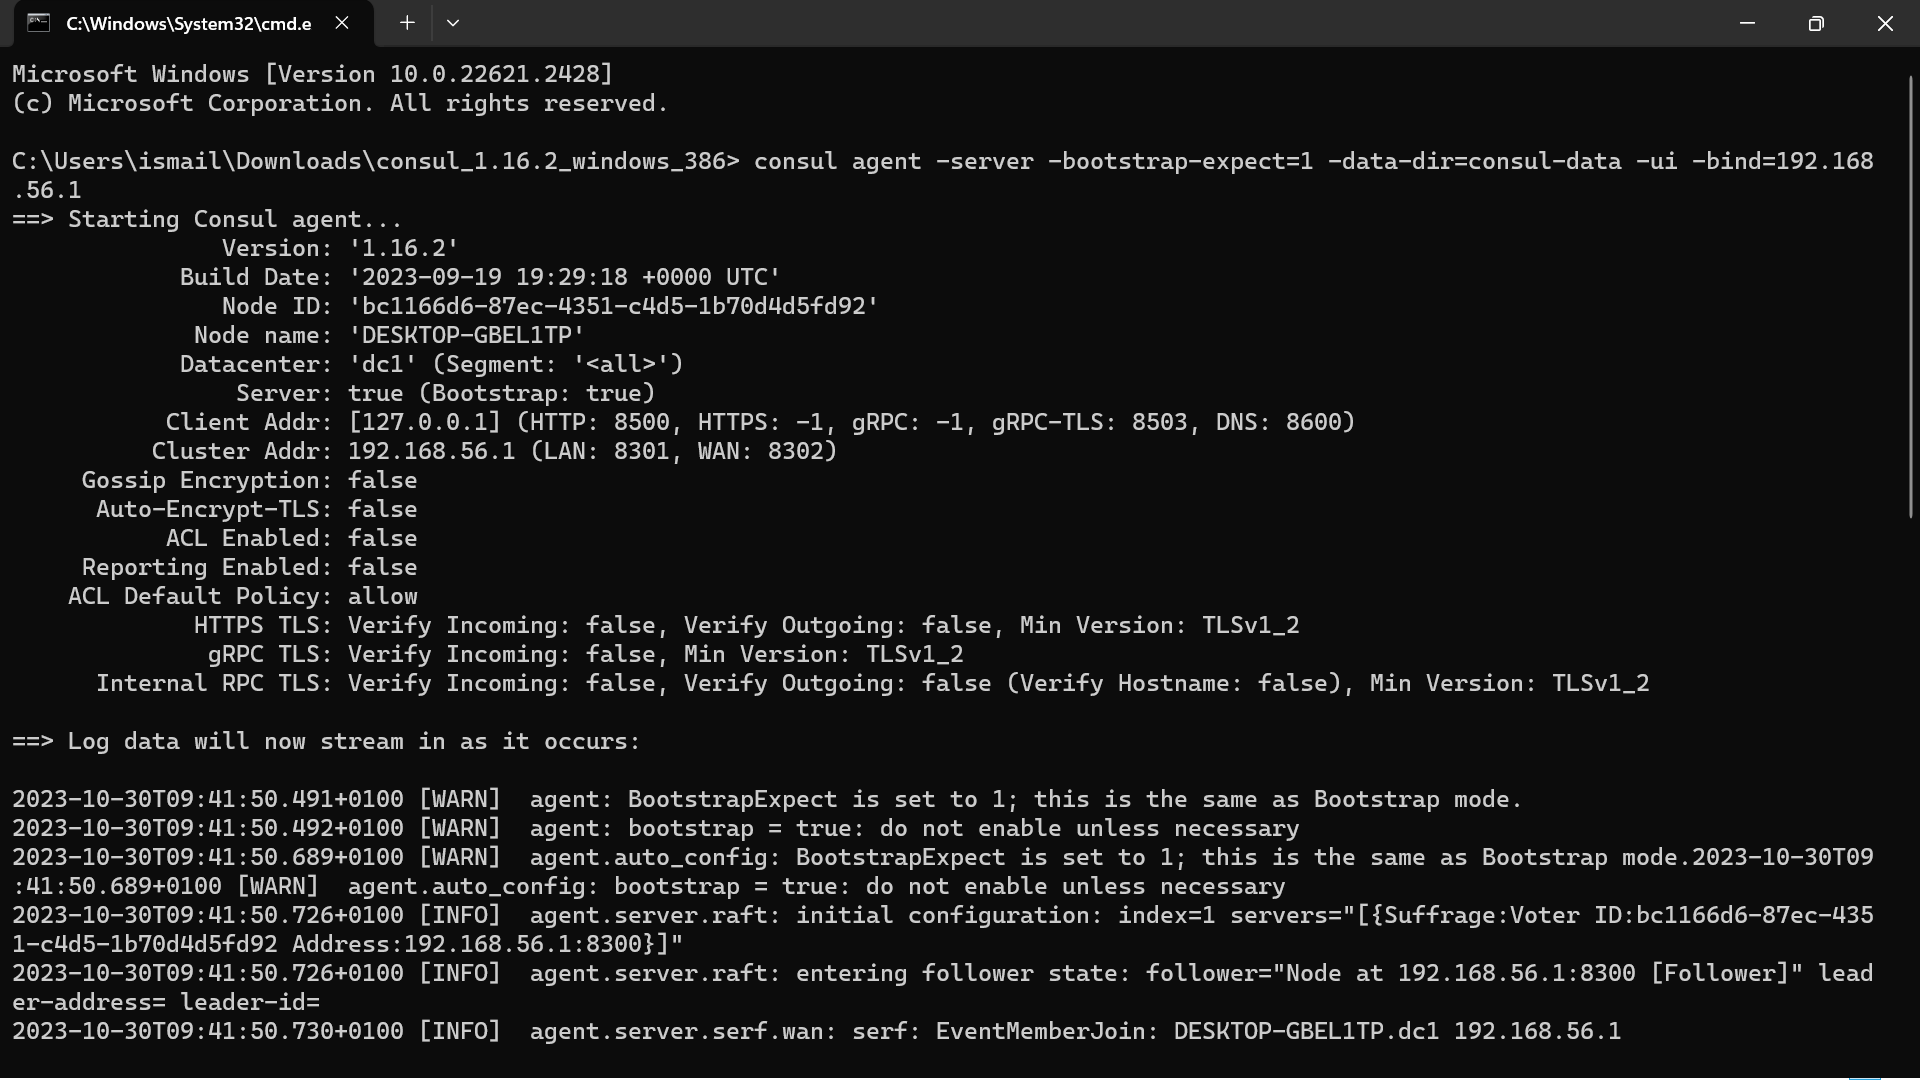 C:\Windows\System32\cmd.e
Microsoft Windows [Version 10.0.22621.2428]
(c) Microsoft Corporation. All rights reserved.
C:\Users\ismail\Downloads\consul_1.16.2_windows_386> consul agent -server -bootstrap-expect=1 -data-dir=consul-data -ui -bind=192.168
.56.1
==> Starting Consul agent...
Version: '1.16.2'
Build Date: '2023-09-19 19:29:18 +0000 UTC'
Node ID: 'bc1166d6-87ec-4351-c4d5-1b70d4d5fd92'
Node name: 'DESKTOP-GBEL1TP'
Datacenter: 'dc1' (Segment: '<all>')
Server: true (Bootstrap: true)
Client Addr: [127.0.0.1] (HTTP: 8500, HTTPS: -1, gRPC: -1, gRPC-TLS: 8503, DNS: 8600)
Cluster Addr: 192.168.56.1 (LAN: 8301, WAN: 8302)
Gossip Encryption: false
Auto-Encrypt-TLS: false
ACL Enabled: false
Reporting Enabled: false
ACL Default Policy: allow
HTTPS TLS: Verify Incoming: false, Verify Outgoing: false, Min Version: TLSv1_2
gRPC TLS: Verify Incoming: false, Min Version: TLSv1_2
Internal RPC TLS: Verify Incoming: false, Verify Outgoing: false (Verify Hostname: false), Min Version: TLSv1_2
==> Log data will now stream in as it occurs:
2023-10-30T09:41:50.491+0100 [WARN]  agent: BootstrapExpect is set to 1; this is the same as Bootstrap mode.
2023-10-30T09:41:50.492+0100 [WARN]  agent: bootstrap = true: do not enable unless necessary
2023-10-30T09:41:50.689+0100 [WARN]  agent.auto_config: BootstrapExpect is set to 1; this is the same as Bootstrap mode.2023-10-30T09
:41:50.689+0100 [WARN]  agent.auto_config: bootstrap = true: do not enable unless necessary
2023-10-30T09:41:50.726+0100 [INFO]  agent.server.raft: initial configuration: index=1 servers="[{Suffrage:Voter ID:bc1166d6-87ec-435
1-c4d5-1b70d4d5fd92 Address:192.168.56.1:8300}]"
2023-10-30T09:41:50.726+0100 [INFO]  agent.server.raft: entering follower state: follower="Node at 192.168.56.1:8300 [Follower]" lead
er-address= leader-id=
2023-10-30T09:41:50.730+0100 [INFO]  agent.server.serf.wan: serf: EventMemberJoin: DESKTOP-GBEL1TP.dc1 192.168.56.1